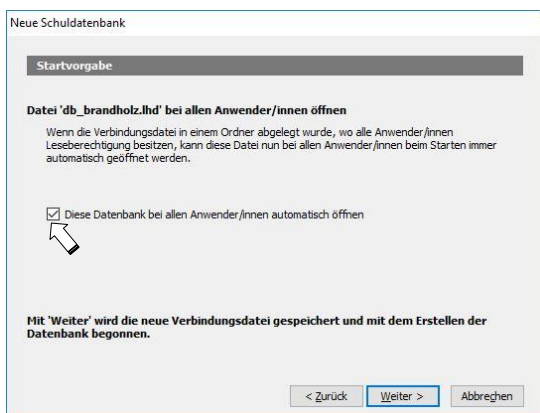 Neue Schuldatenbank
Startvorgabe
Datei 'db_brandholz.lhd' bei allen Anwender/innen öffnen
Wenn die Verbindungsdatei in einem Ordner abgelegt wurde, wo alle Anwender/innen
Leseberechtigung besitzen, kann diese Datei nun bei allen Anwender/innen beim Starten immer
automatisch geöffnet werden.
Diese Datenbank bei allen Anwender/innen automatisch öffnen
Mit 'Weiter' wird die neue Verbindungsdatei gespeichert und mit dem Erstellen der
Datenbank begonnen.
< Zurück Weiter > Abbrechen